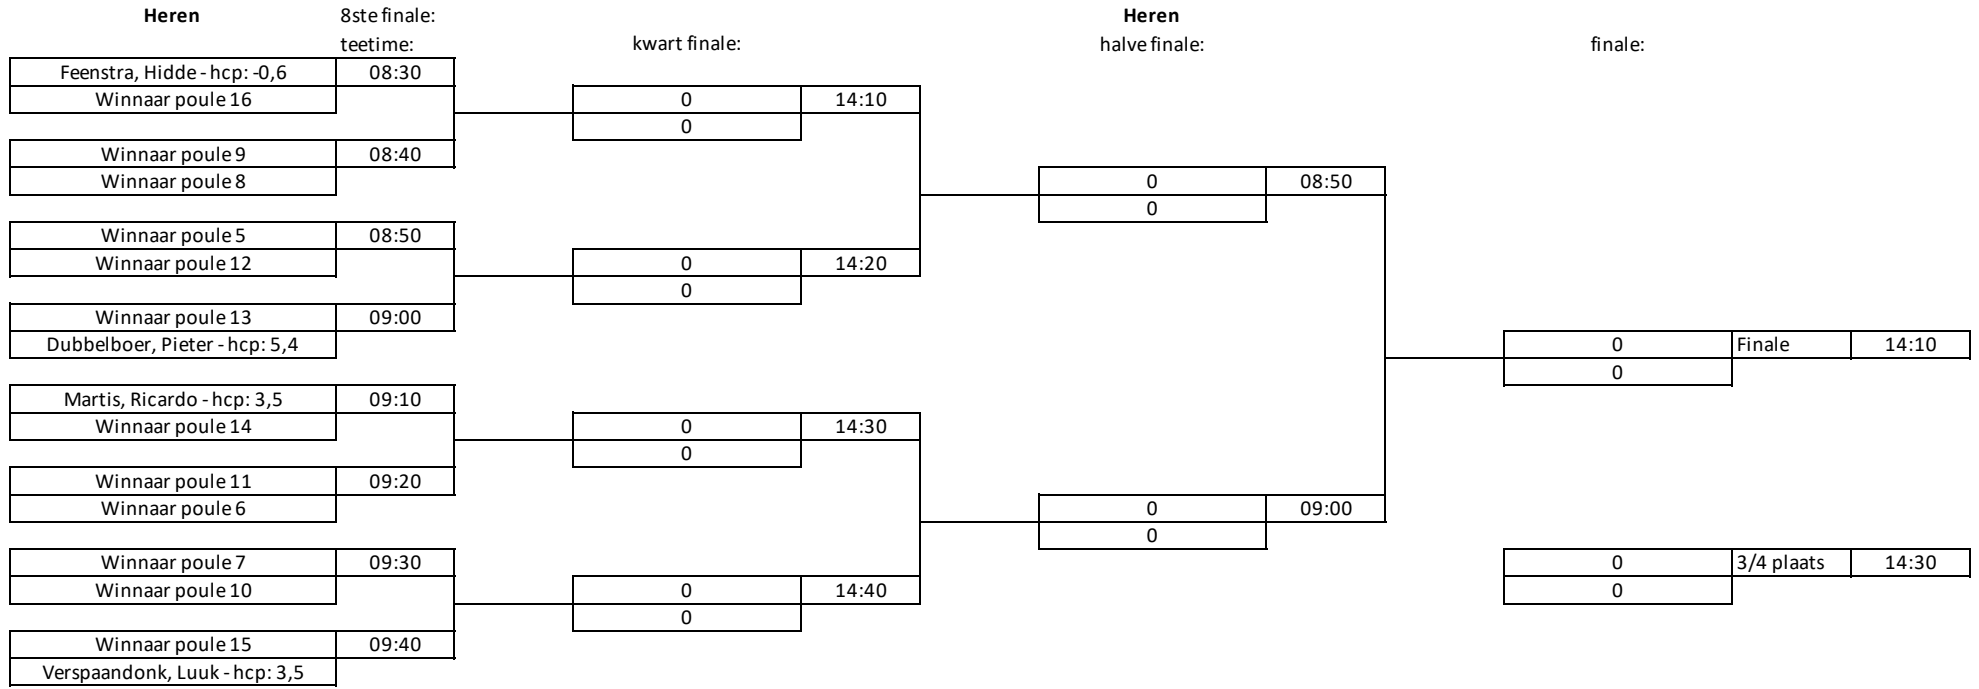 Heren 8ste finale: Heren
teetime: kwart finale: halve finale: finale:
Feenstra, Hidde - hcp: -0,6 08:30
Winnaar poule 16 0 14:10
0
Winnaar poule 9 08:40
Winnaar poule 8 0 08:50
0
Winnaar poule 5 08:50
Winnaar poule 12 0 14:20
0
Winnaar poule 13 09:00
Dubbelboer, Pieter - hcp: 5,4 0 Finale 14:10
0
Martis, Ricardo - hcp: 3,5 09:10
Winnaar poule 14 0 14:30
0
Winnaar poule 11 09:20
Winnaar poule 6 0 09:00
0
Winnaar poule 7 09:30 0 3/4 plaats 14:30
Winnaar poule 10 0 14:40 0
0
Winnaar poule 15 09:40
Verspaandonk, Luuk - hcp: 3,5